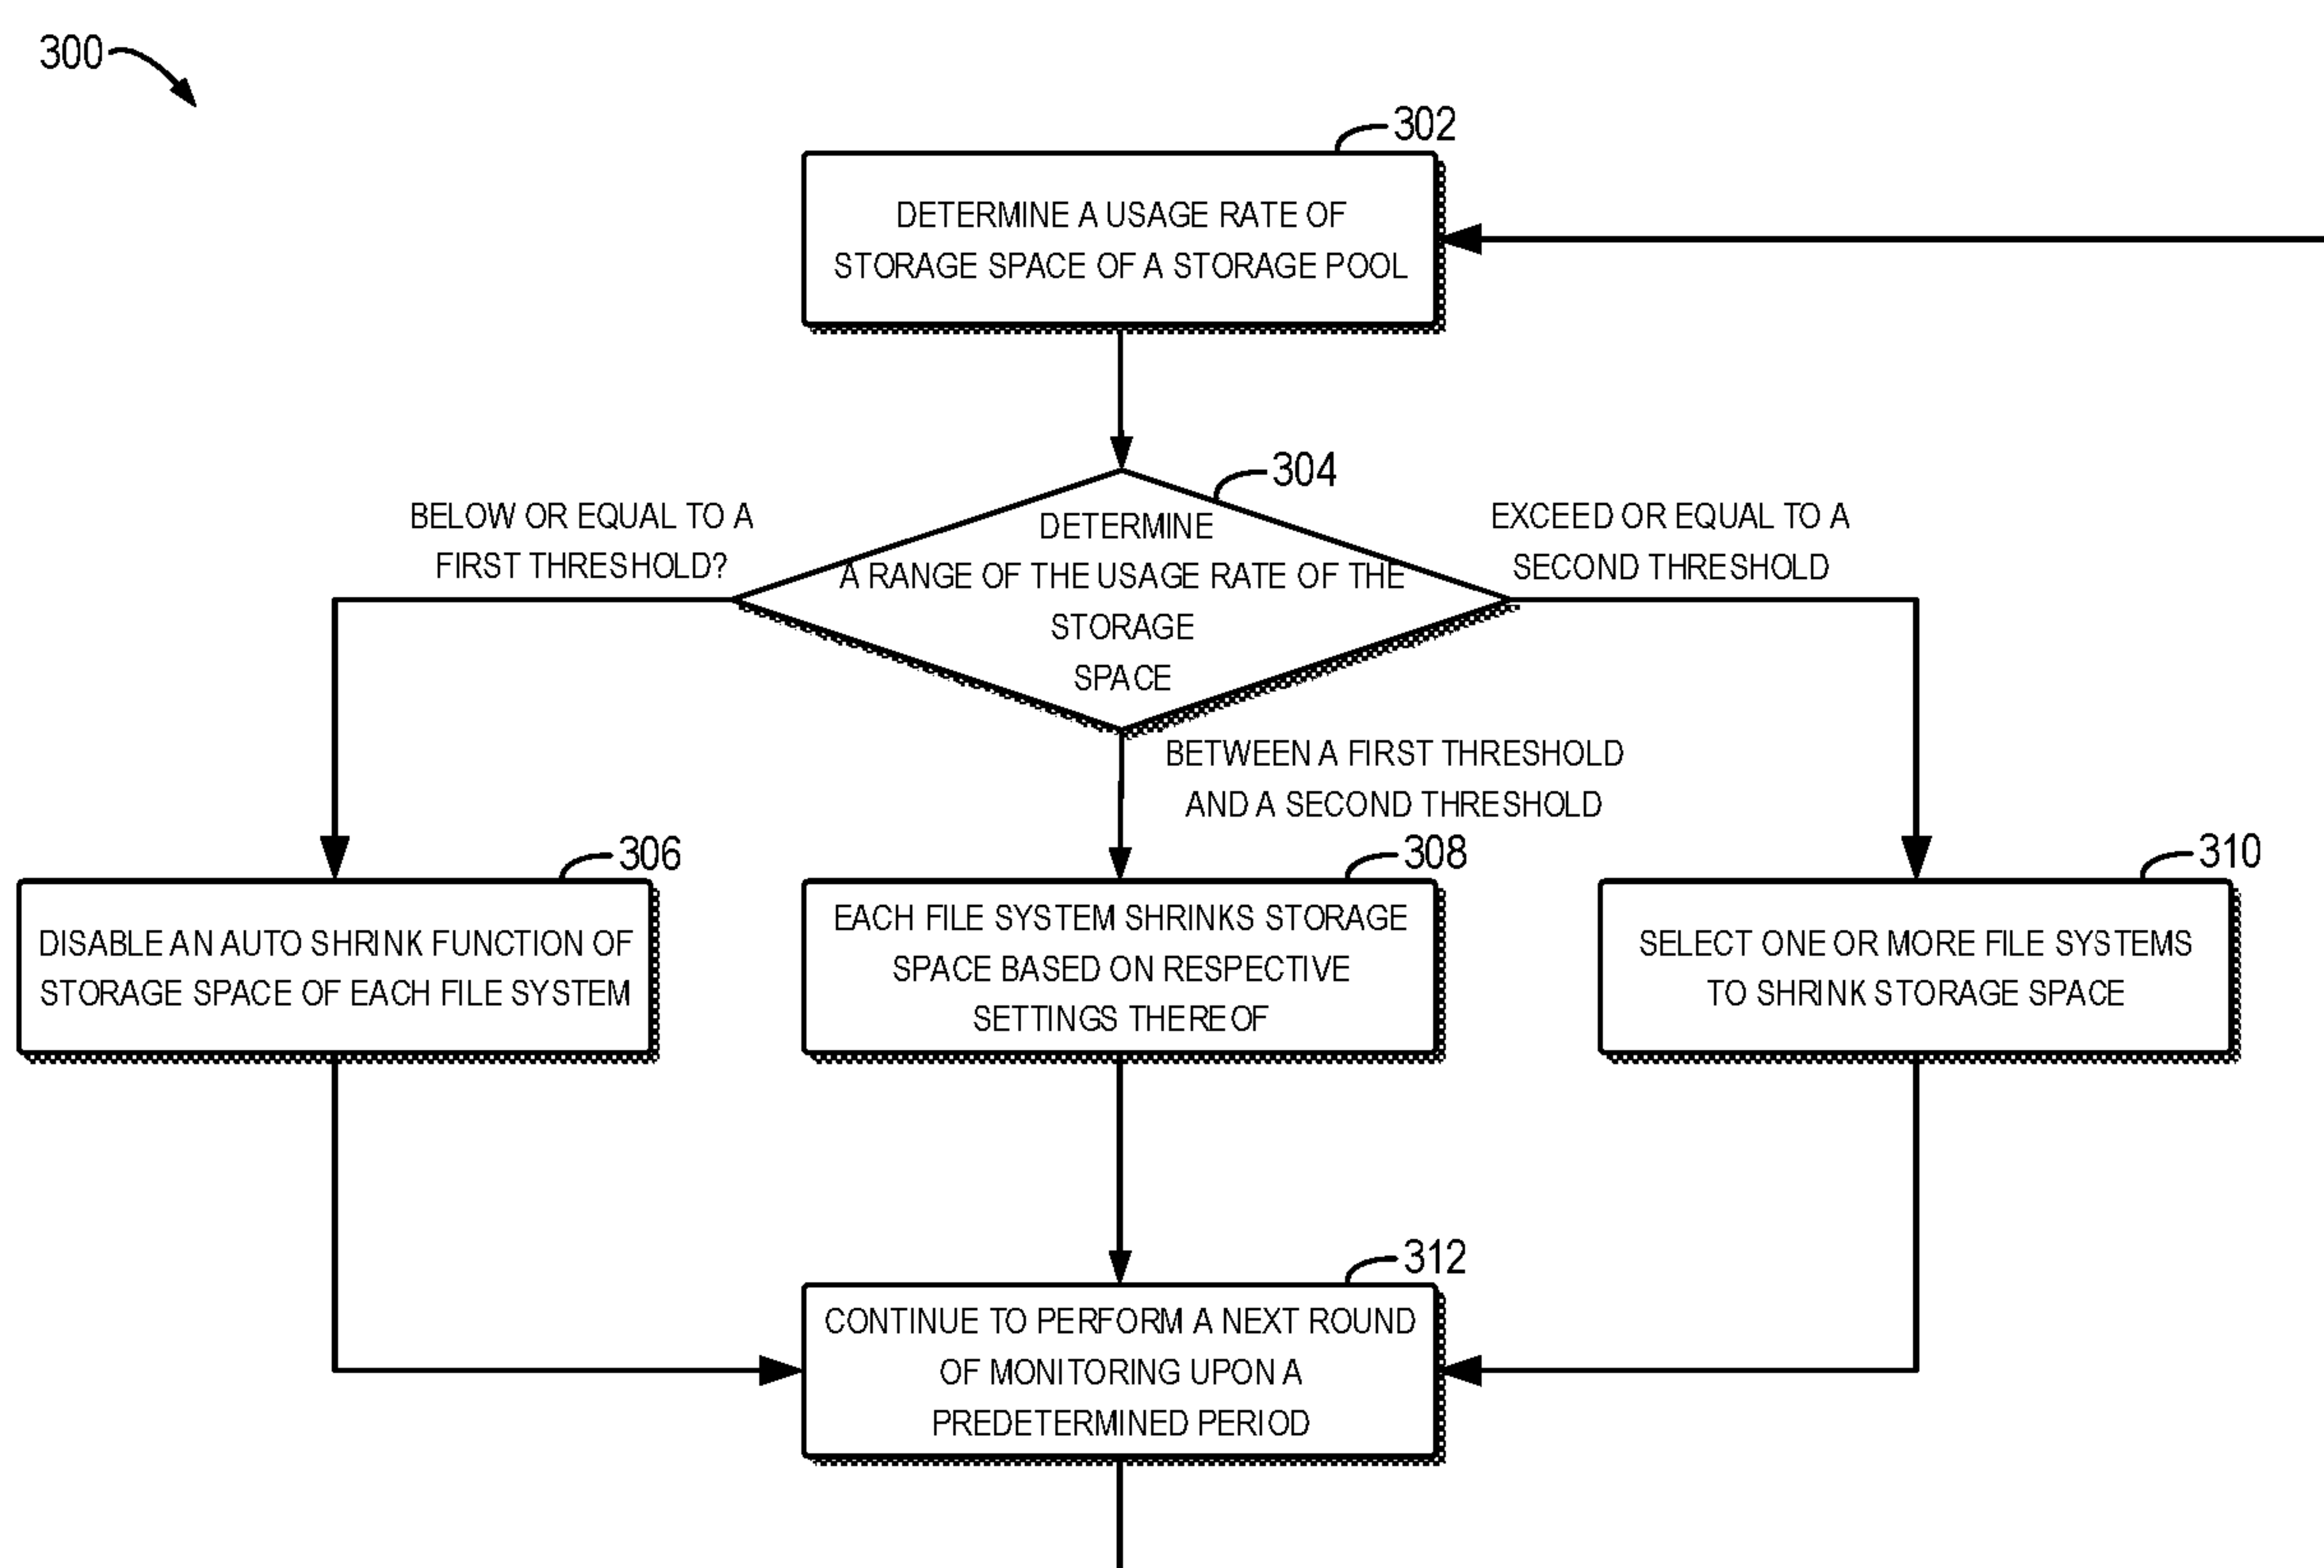 300
302
DETERMINE A USAGE RATE OF
STORAGE SPACE OF A STORAGE POOL
304
DETERMINE
A RANGE OF THE USAGE RATE OF THE
STORAGE
SPACE
BELOW OR EQUAL TO A
FIRST THRESHOLD?
EXCEED OR EQUAL TO A
SECOND THRESHOLD
BETWEEN A FIRST THRESHOLD
AND A SECOND THRESHOLD
306
DISABLE AN AUTO SHRINK FUNCTION OF
STORAGE SPACE OF EACH FILE SYSTEM
308
EACH FILE SYSTEM SHRINKS STORAGE
SPACE BASED ON RESPECTIVE
SETTINGS THEREOF
310
SELECT ONE OR MORE FILE SYSTEMS
TO SHRINK STORAGE SPACE
312
CONTINUE TO PERFORM A NEXT ROUND
OF MONITORING UPON A
PREDETERMINED PERIOD